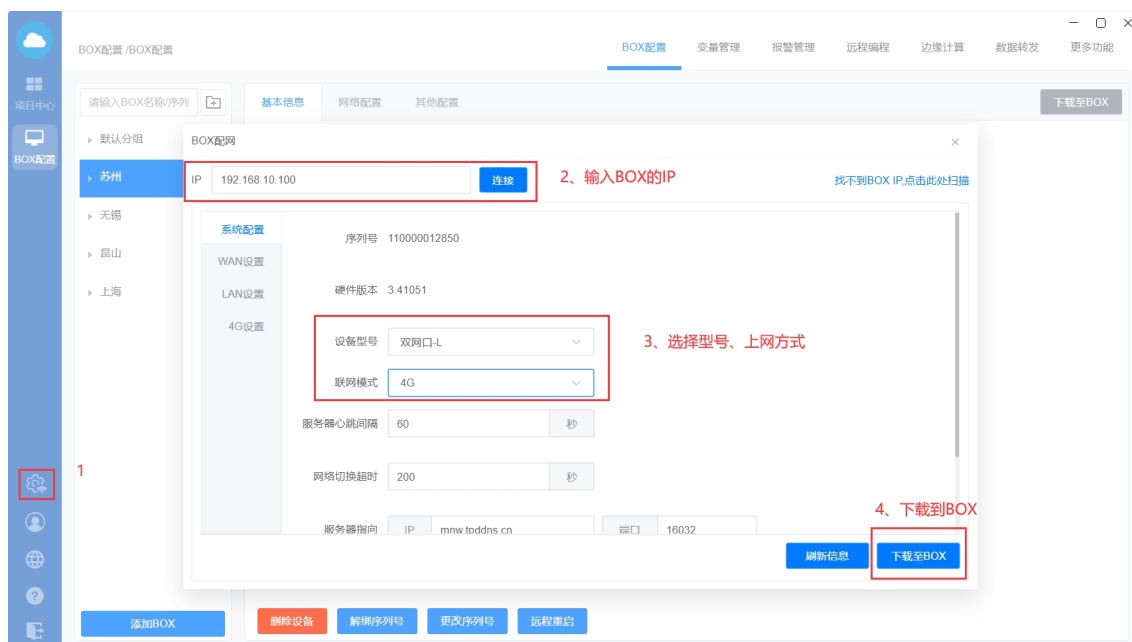 BOX配置 /BOX配置
BOX配置 变量管理 报警管理 远程编程 边缘计算 数据转发 更多功能
项目中心
BOX配置
请输入BOX名称/序列
基本信息 网络配置 其他配置
下载至BOX
默认分组
苏州
无锡
昆山
上海
BOX配网
IP 192.168.10.100 连接
2、输入BOX的IP
找不到BOX IP,点击此处扫描
系统配置
WAN设置
LAN设置
4G设置
序列号 110000012850
硬件版本 3.41051
设备型号 双网口-L
联网模式 4G
3、选择型号、上网方式
服务器心跳间隔 60 秒
网络切换超时 200 秒
服务器指向 IP mnw.tpddns.cn 端口 16032
1
4、下载到BOX
刷新信息 下载至BOX
添加BOX
删除设备 解绑序列号 更改序列号 远程重启